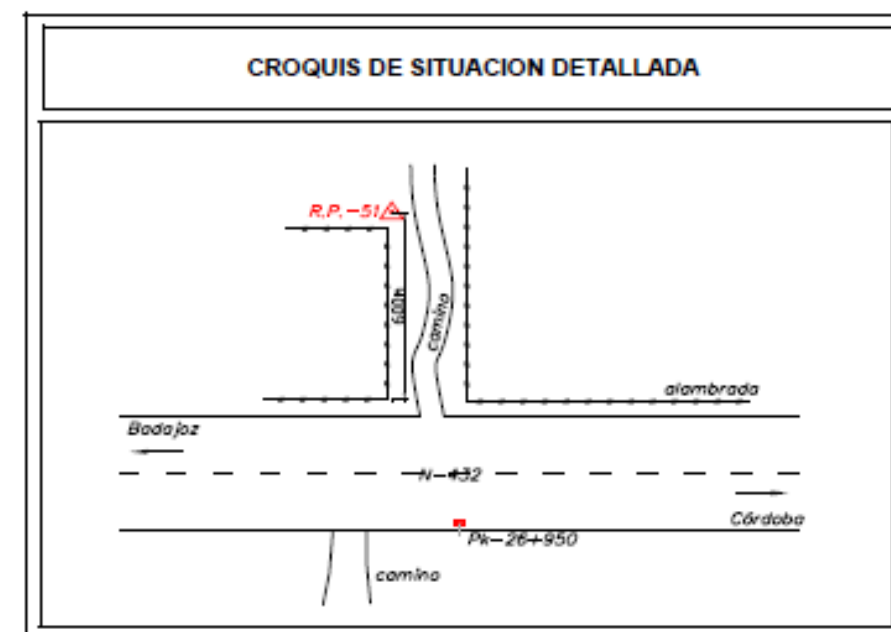 CROQUIS DE SITUACION DETALLADA
R.P.-51
600m
camino
alambrada
Badajoz
N-432
Córdoba
Pk-26+950
camino